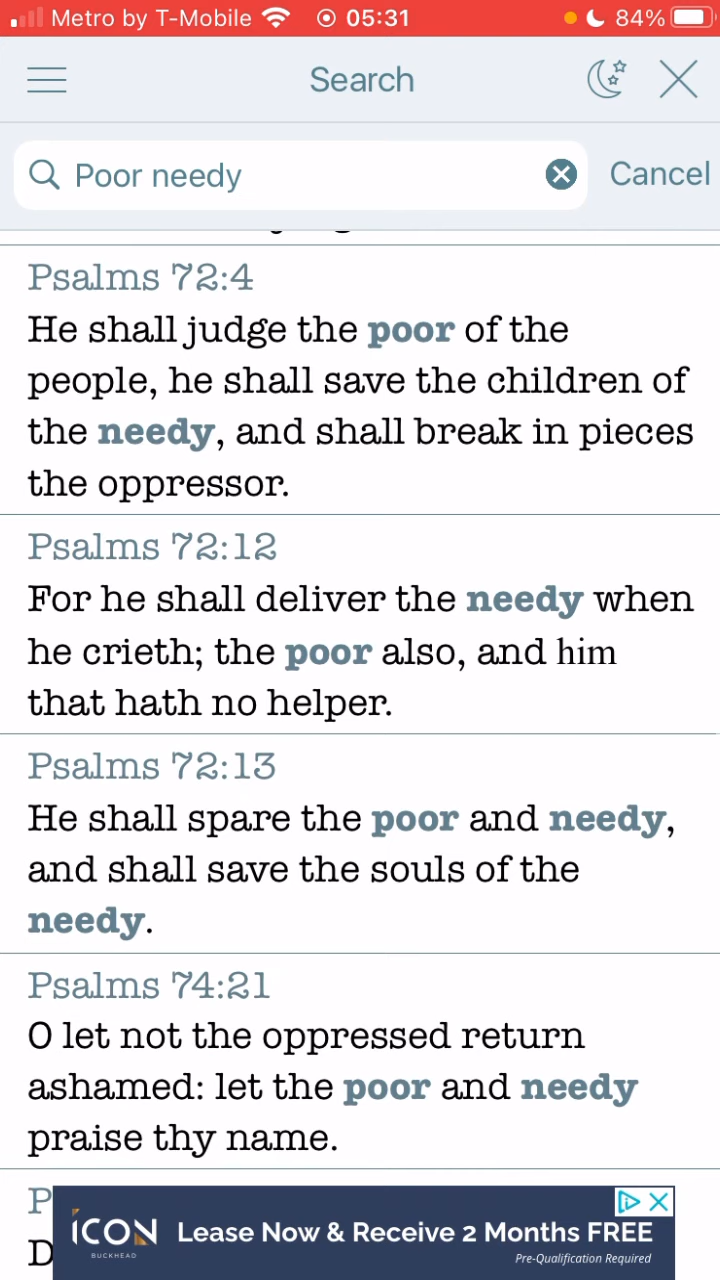 Metro by T-Mobile 05:31 84%
Search
Poor needy Cancel
Psalms 72:4
He shall judge the poor of the
people, he shall save the children of
the needy, and shall break in pieces
the oppressor.
Psalms 72:12
For he shall deliver the needy when
he crieth; the poor also, and him
that hath no helper.
Psalms 72:13
He shall spare the poor and needy,
and shall save the souls of the
needy.
Psalms 74:21
O let not the oppressed return
ashamed: let the poor and needy
praise thy name.
P
D
ICON
BUCKHEAD
Lease Now & Receive 2 Months FREE
Pre-Qualification Required